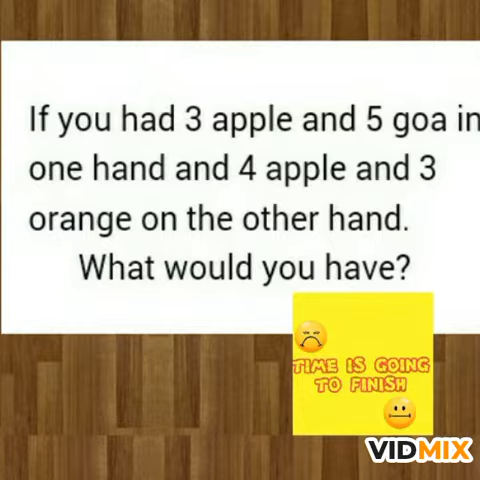 If you had 3 apple and 5 goa in
one hand and 4 apple and 3
orange on the other hand.
What would you have?
TIME IS GOING
TO FINISH
VIDMIX